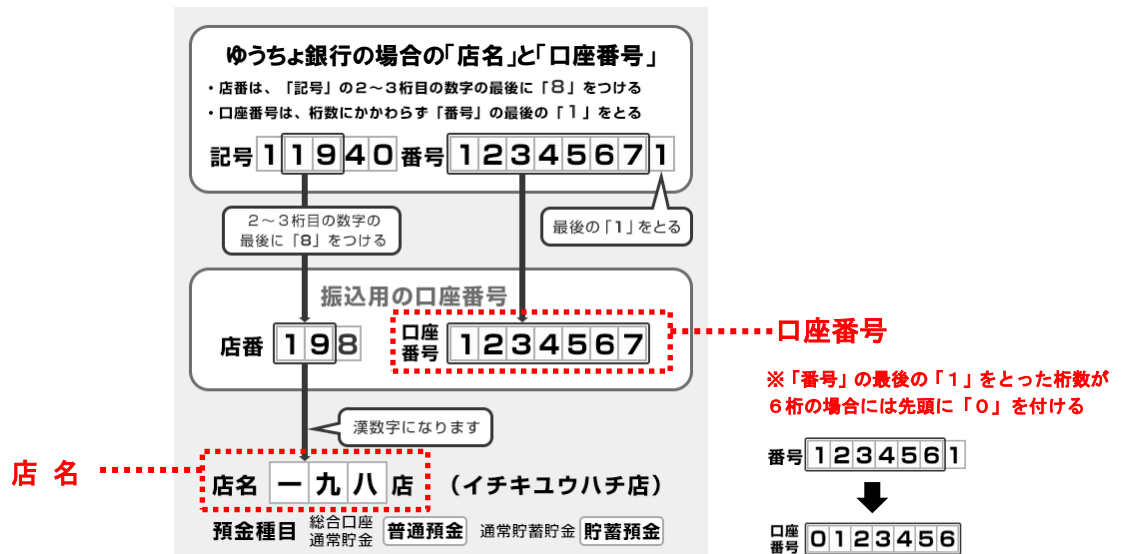 ゆうちょ銀行の場合の「店名」と「口座番号」
・店番は、「記号」の2～3桁目の数字の最後に「8」をつける
・口座番号は、桁数にかかわらず「番号」の最後の「1」をとる
記号 11940 番号 12345671
2～3桁目の数字の
最後に「8」をつける
最後の「1」をとる
振込用の口座番号
店番 198 口座番号 1234567
口座番号
※「番号」の最後の「1」をとった桁数が
6桁の場合には先頭に「0」を付ける
漢数字になります
番号 1234561
口座番号 0123456
店 名
店名 一九八店 (イチキユウハチ店)
預金種目 総合口座 通常貯金 普通預金 通常貯蓄貯金 貯蓄預金